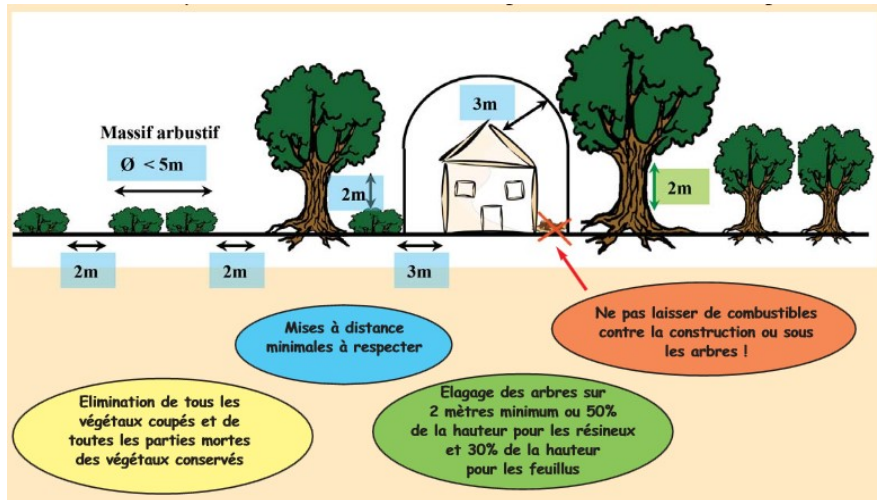 Massif arbustif
Ø < 5m
3m
2m
2m
2m
2m
3m
Mises à distance
minimales à respecter
Ne pas laisser de combustibles
contre la construction ou sous
les arbres !
Elimination de tous les
végétaux coupés et de
toutes les parties mortes
des végétaux conservés
Elagage des arbres sur
2 mètres minimum ou 50%
de la hauteur pour les résineux
et 30% de la hauteur
pour les feuillus